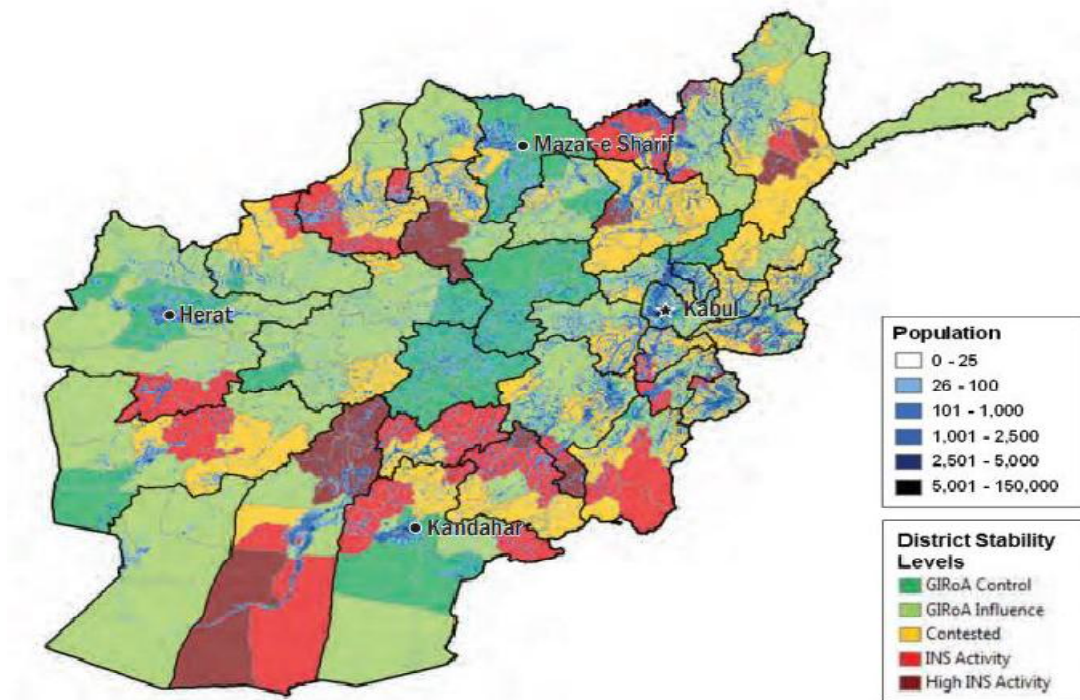 Mazar-e Sharif
Herat
Kabul
Kandahar
Population
0 - 25
26 - 100
101 - 1,000
1,001 - 2,500
2,501 - 5,000
5,001 - 150,000
District Stability
Levels
GIRoA Control
GIRoA Influence
Contested
INS Activity
High INS Activity